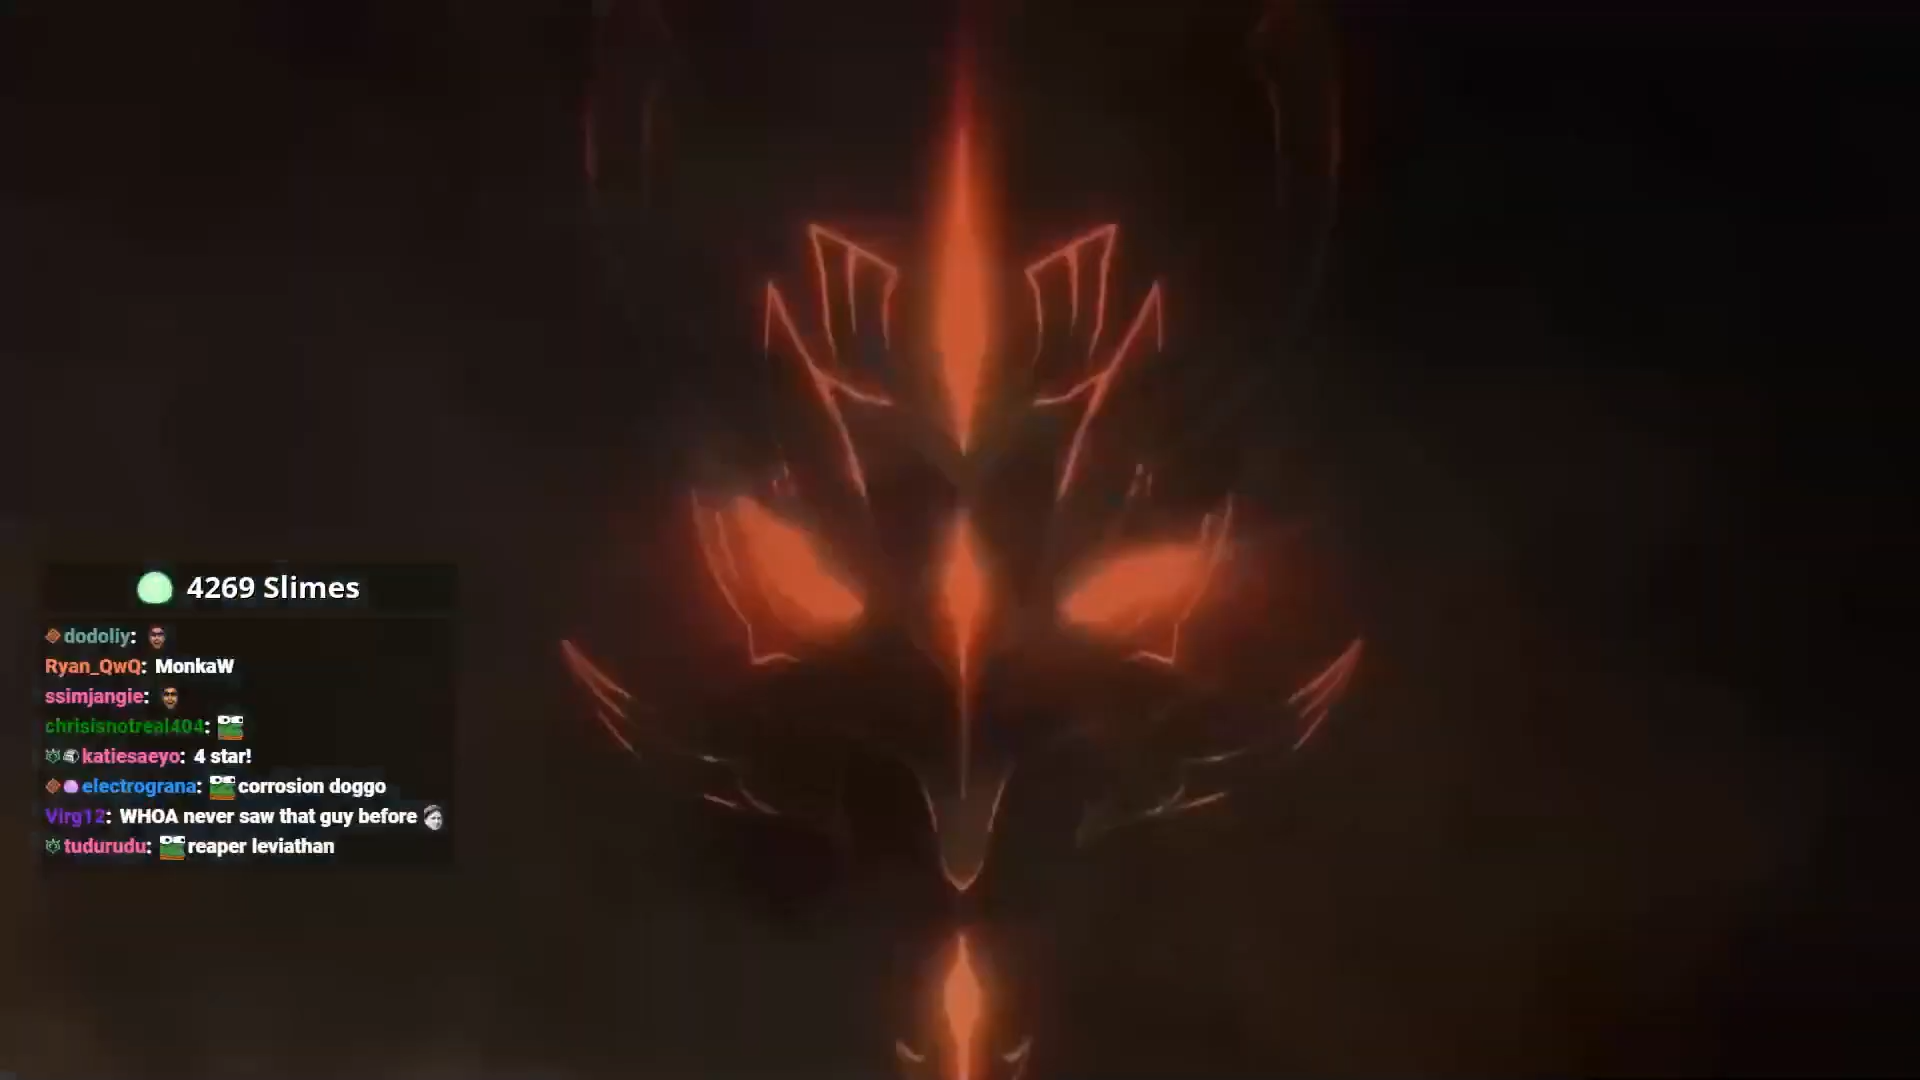 4269 Slimes
dodoliy:
Ryan_QwQ: MonkaW
ssimjangie:
chrisisnotreal404:
katiesaeyo: 4 star!
electrograna: corrosion doggo
Virg12: WHOA never saw that guy before
tudurudu: reaper leviathan